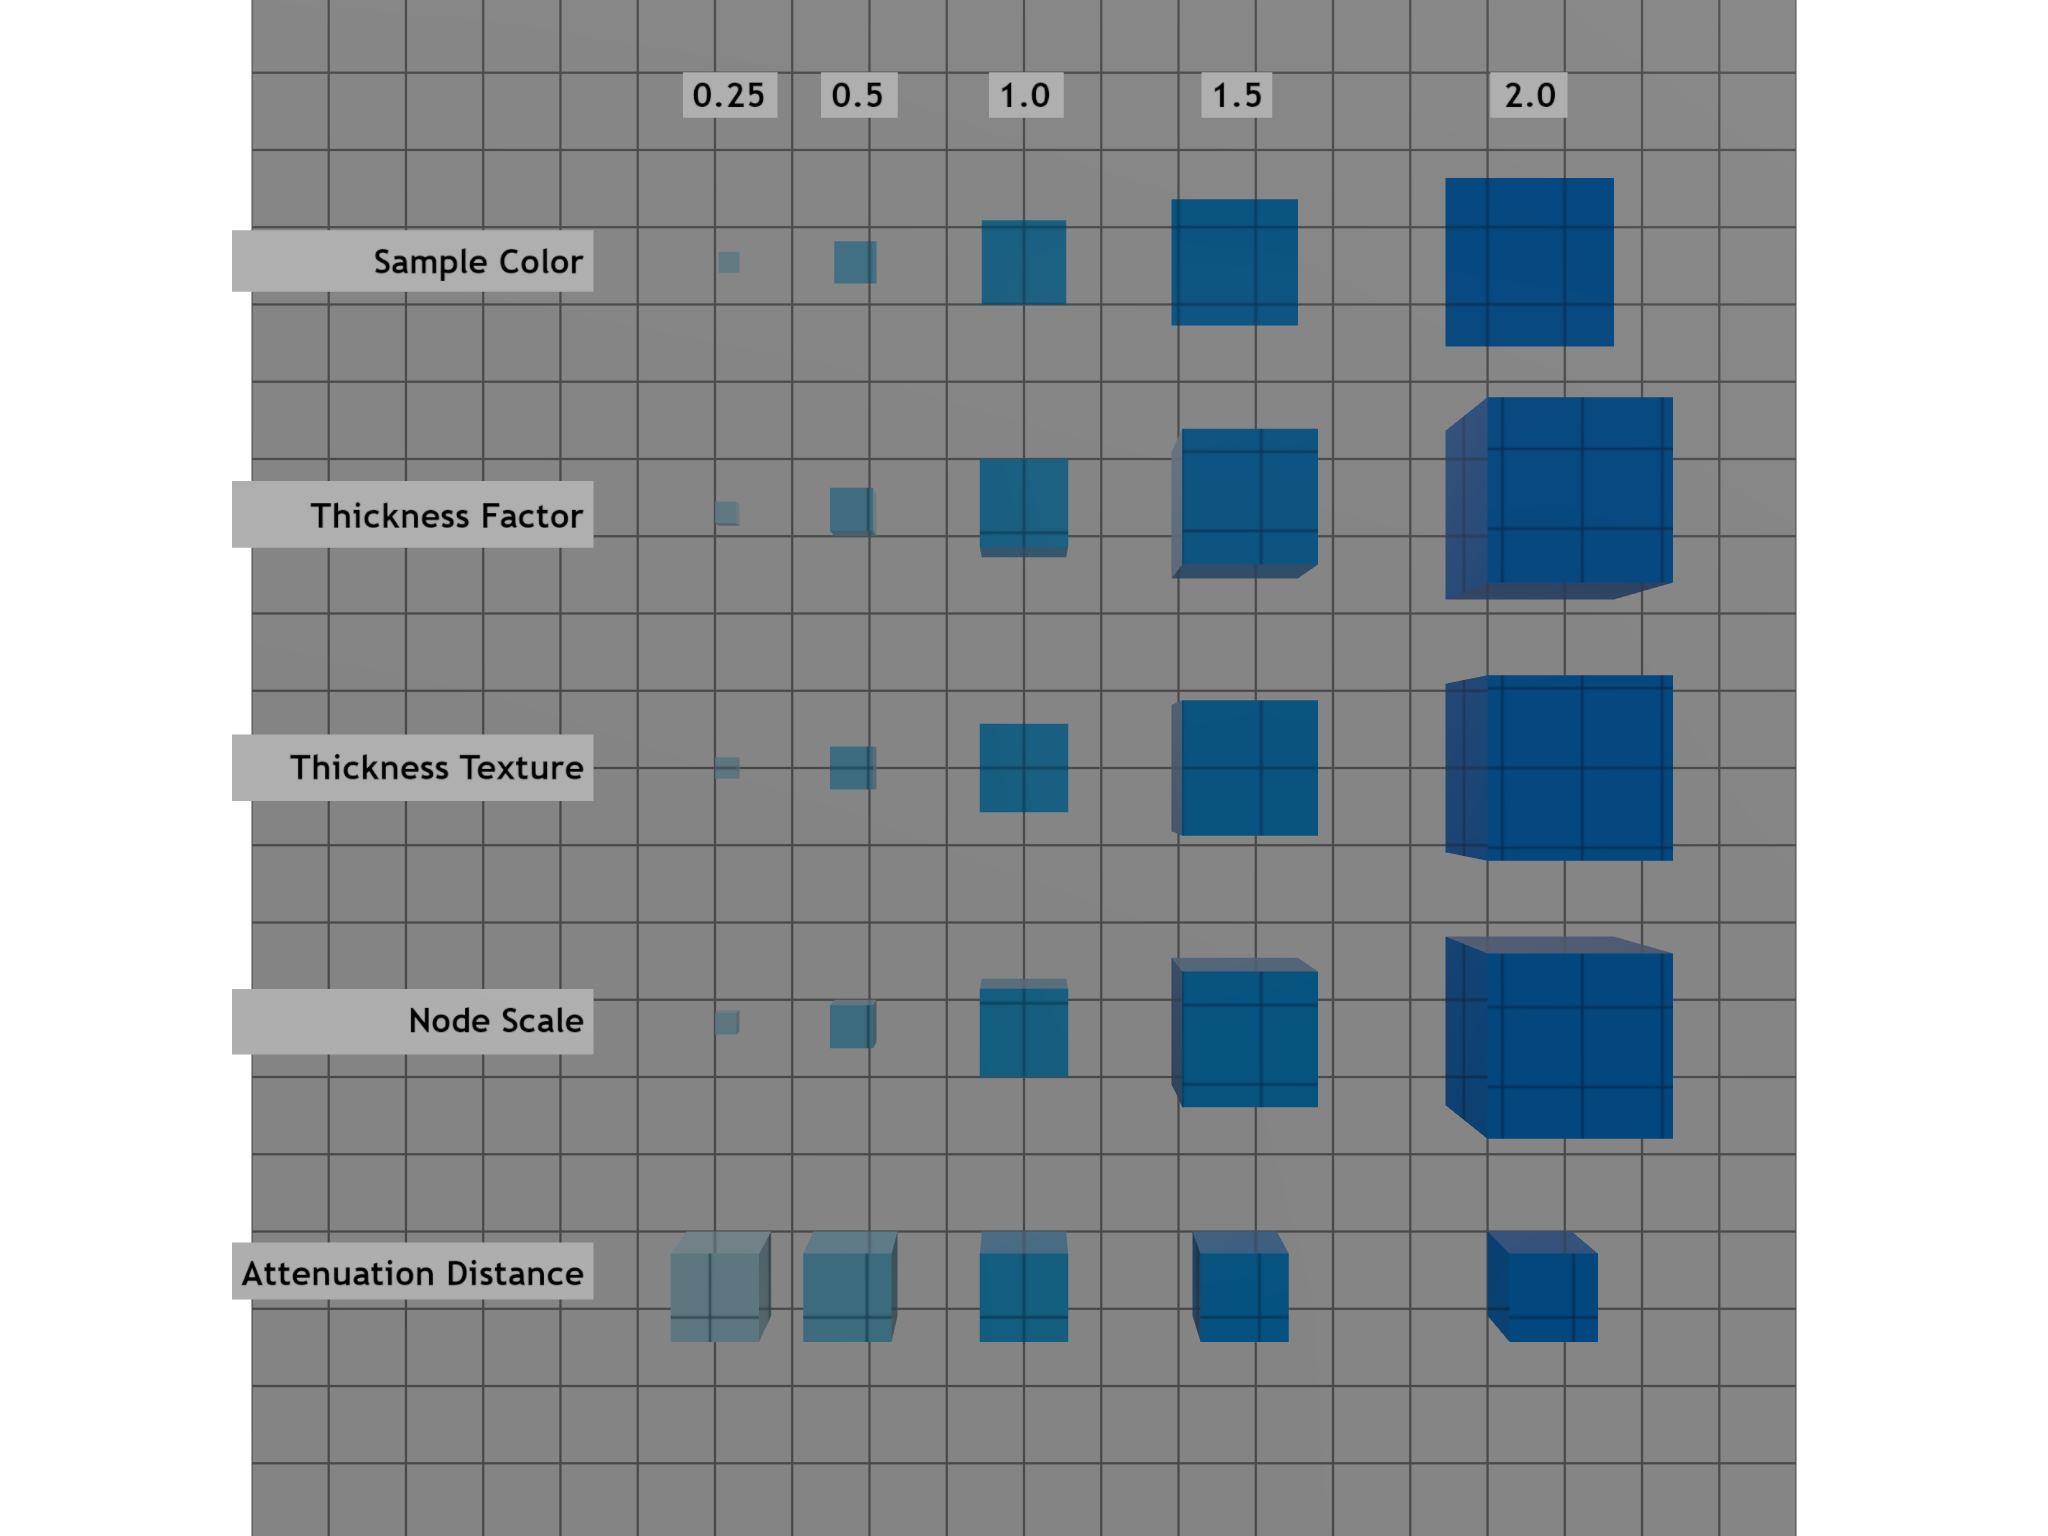 0.25 0.5 1.0 1.5 2.0
Sample Color
Thickness Factor
Thickness Texture
Node Scale
Attenuation Distance